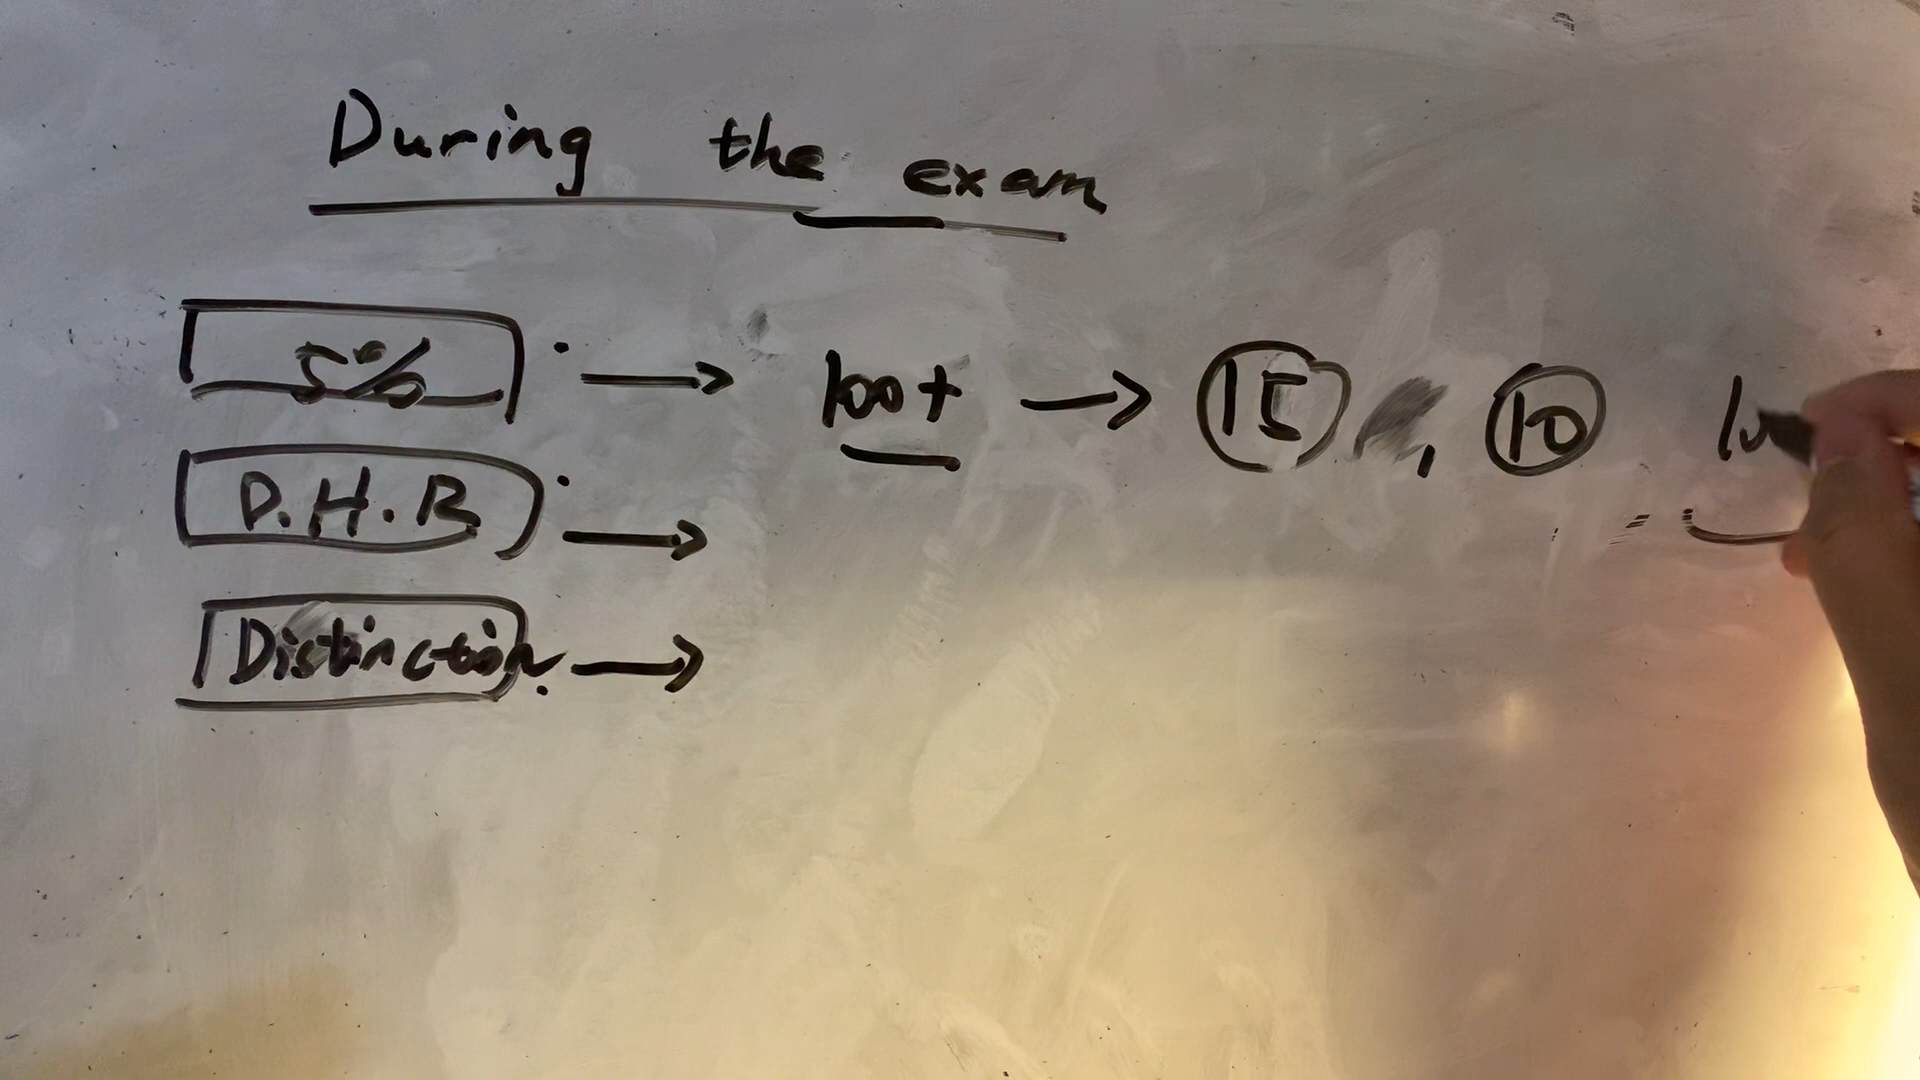 During the exam
5% . → 100+ → 15 , 10
D.H.R . →
Distinction. →